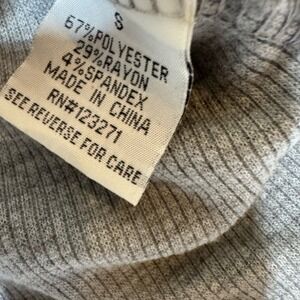 S
67%POLYESTER
29%RAYON
4%SPANDEX
MADE IN CHINA
RN#123271
SEE REVERSE FOR CARE